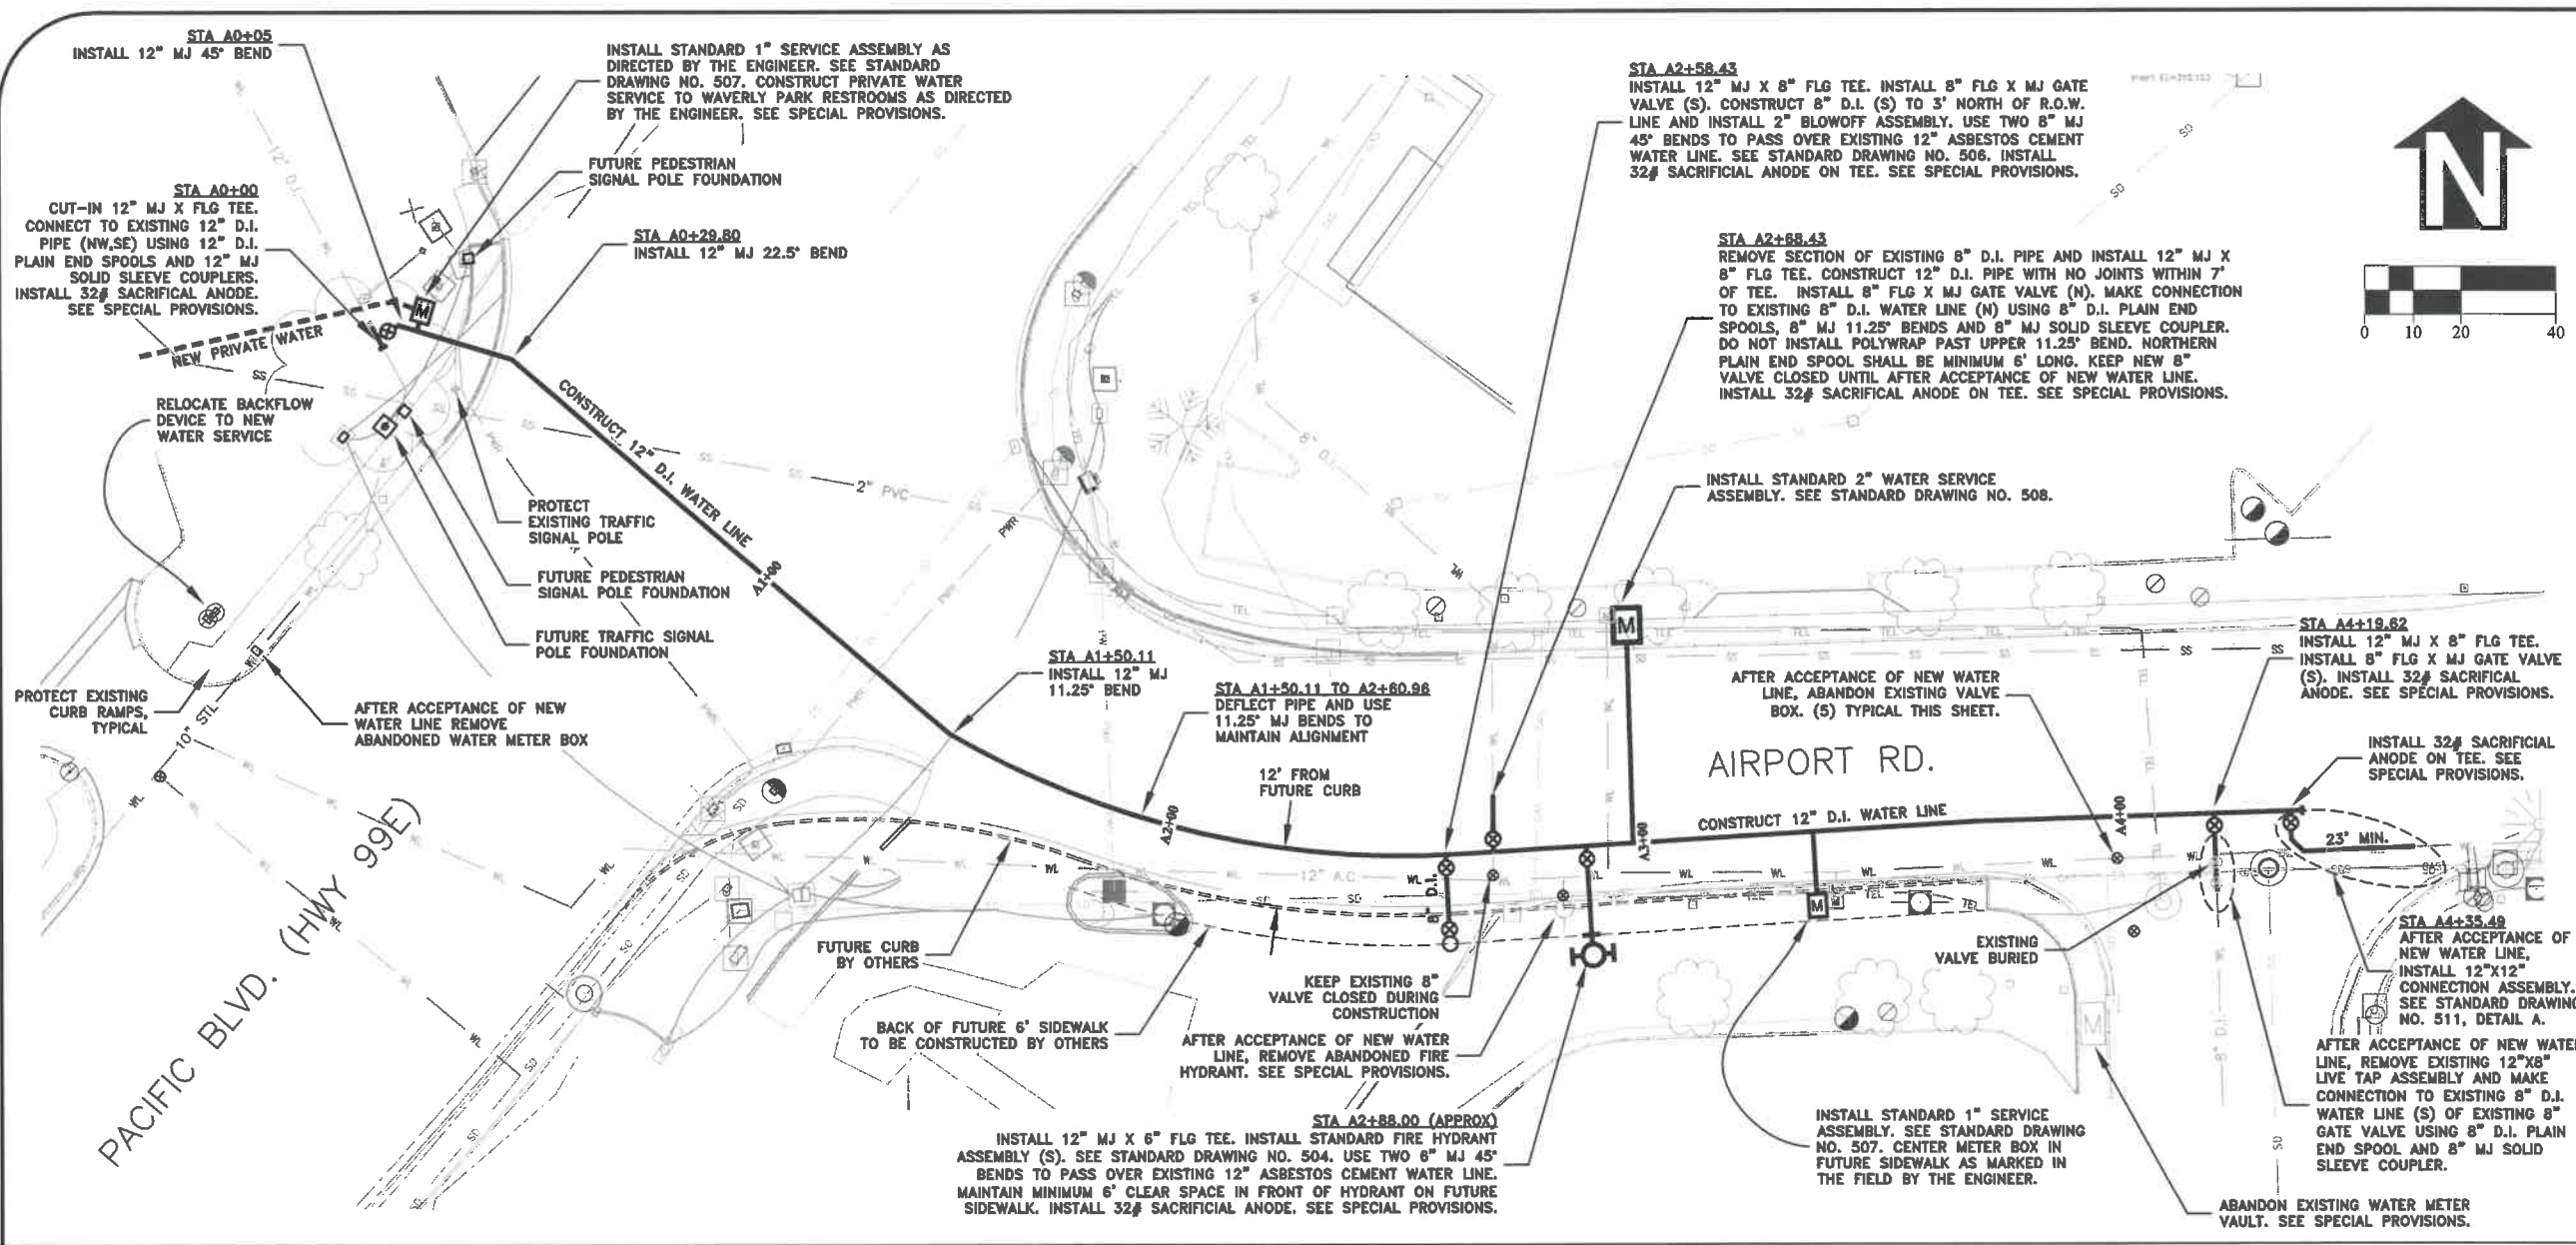 STA A0+05
INSTALL 12" MJ 45° BEND
INSTALL STANDARD 1" SERVICE ASSEMBLY AS
DIRECTED BY THE ENGINEER. SEE STANDARD
DRAWING NO. 507. CONSTRUCT PRIVATE WATER
SERVICE TO WAVERLY PARK RESTROOMS AS DIRECTED
BY THE ENGINEER. SEE SPECIAL PROVISIONS.
FUTURE PEDESTRIAN
SIGNAL POLE FOUNDATION
STA A0+00
CUT-IN 12" MJ X FLG TEE.
CONNECT TO EXISTING 12" D.I.
PIPE (NW,SE) USING 12" D.I.
PLAIN END SPOOLS AND 12" MJ
SOLID SLEEVE COUPLERS.
INSTALL 32# SACRIFICAL ANODE.
SEE SPECIAL PROVISIONS.
STA A0+29.80
INSTALL 12" MJ 22.5° BEND
STA A2+58.43
INSTALL 12" MJ X 8" FLG TEE. INSTALL 8" FLG X MJ GATE
VALVE (S). CONSTRUCT 8" D.I. (S) TO 3' NORTH OF R.O.W.
LINE AND INSTALL 2" BLOWOFF ASSEMBLY. USE TWO 8" MJ
45° BENDS TO PASS OVER EXISTING 12" ASBESTOS CEMENT
WATER LINE. SEE STANDARD DRAWING NO. 506. INSTALL
32# SACRIFICIAL ANODE ON TEE. SEE SPECIAL PROVISIONS.
N
0 10 20 40
STA A2+68.43
REMOVE SECTION OF EXISTING 8" D.I. PIPE AND INSTALL 12" MJ X
8" FLG TEE. CONSTRUCT 12" D.I. PIPE WITH NO JOINTS WITHIN 7'
OF TEE. INSTALL 8" FLG X MJ GATE VALVE (N). MAKE CONNECTION
TO EXISTING 8" D.I. WATER LINE (N) USING 8" D.I. PLAIN END
SPOOLS, 8" MJ 11.25° BENDS AND 8" MJ SOLID SLEEVE COUPLER.
DO NOT INSTALL POLYWRAP PAST UPPER 11.25° BEND. NORTHERN
PLAIN END SPOOL SHALL BE MINIMUM 6' LONG. KEEP NEW 8"
VALVE CLOSED UNTIL AFTER ACCEPTANCE OF NEW WATER LINE.
INSTALL 32# SACRIFICAL ANODE ON TEE. SEE SPECIAL PROVISIONS.
12" D.I.
M
NEW PRIVATE WATER
SS
RELOCATE BACKFLOW
DEVICE TO NEW
WATER SERVICE
CONSTRUCT 12" D.I. WATER LINE
2" PVC
PWR
8" D.I.
A1+00
PROTECT
EXISTING TRAFFIC
SIGNAL POLE
FUTURE PEDESTRIAN
SIGNAL POLE FOUNDATION
FUTURE TRAFFIC SIGNAL
POLE FOUNDATION
INSTALL STANDARD 2" WATER SERVICE
ASSEMBLY. SEE STANDARD DRAWING NO. 508.
M
PROTECT EXISTING
CURB RAMPS,
TYPICAL
10" STL
AFTER ACCEPTANCE OF NEW
WATER LINE REMOVE
ABANDONED WATER METER BOX
STA A1+50.11
INSTALL 12" MJ
11.25° BEND
STA A1+50.11 TO A2+60.96
DEFLECT PIPE AND USE
11.25° MJ BENDS TO
MAINTAIN ALIGNMENT
A2+00
12' FROM
FUTURE CURB
AFTER ACCEPTANCE OF NEW WATER
LINE, ABANDON EXISTING VALVE
BOX. (5) TYPICAL THIS SHEET.
AIRPORT RD.
STA A4+19.62
INSTALL 12" MJ X 8" FLG TEE.
INSTALL 8" FLG X MJ GATE VALVE
(S). INSTALL 32# SACRIFICAL
ANODE. SEE SPECIAL PROVISIONS.
INSTALL 32# SACRIFICIAL
ANODE ON TEE. SEE
SPECIAL PROVISIONS.
CONSTRUCT 12" D.I. WATER LINE
A3+00
A4+00
23' MIN.
12" A.C.
8" D.I.
M
PACIFIC BLVD. (HWY 99E)
FUTURE CURB
BY OTHERS
BACK OF FUTURE 6' SIDEWALK
TO BE CONSTRUCTED BY OTHERS
KEEP EXISTING 8"
VALVE CLOSED DURING
CONSTRUCTION
AFTER ACCEPTANCE OF NEW WATER
LINE, REMOVE ABANDONED FIRE
HYDRANT. SEE SPECIAL PROVISIONS.
EXISTING
VALVE BURIED
M
8" D.I.
STA A4+35.49
AFTER ACCEPTANCE OF
NEW WATER LINE,
INSTALL 12"X12"
CONNECTION ASSEMBLY.
SEE STANDARD DRAWING
NO. 511, DETAIL A.
AFTER ACCEPTANCE OF NEW WATER
LINE, REMOVE EXISTING 12"X8"
LIVE TAP ASSEMBLY AND MAKE
CONNECTION TO EXISTING 8" D.I.
WATER LINE (S) OF EXISTING 8"
GATE VALVE USING 8" D.I. PLAIN
END SPOOL AND 8" MJ SOLID
SLEEVE COUPLER.
STA A2+88.00 (APPROX)
INSTALL 12" MJ X 6" FLG TEE. INSTALL STANDARD FIRE HYDRANT
ASSEMBLY (S). SEE STANDARD DRAWING NO. 504. USE TWO 6" MJ 45°
BENDS TO PASS OVER EXISTING 12" ASBESTOS CEMENT WATER LINE.
MAINTAIN MINIMUM 6' CLEAR SPACE IN FRONT OF HYDRANT ON FUTURE
SIDEWALK. INSTALL 32# SACRIFICIAL ANODE. SEE SPECIAL PROVISIONS.
INSTALL STANDARD 1" SERVICE
ASSEMBLY. SEE STANDARD DRAWING
NO. 507. CENTER METER BOX IN
FUTURE SIDEWALK AS MARKED IN
THE FIELD BY THE ENGINEER.
ABANDON EXISTING WATER METER
VAULT. SEE SPECIAL PROVISIONS.